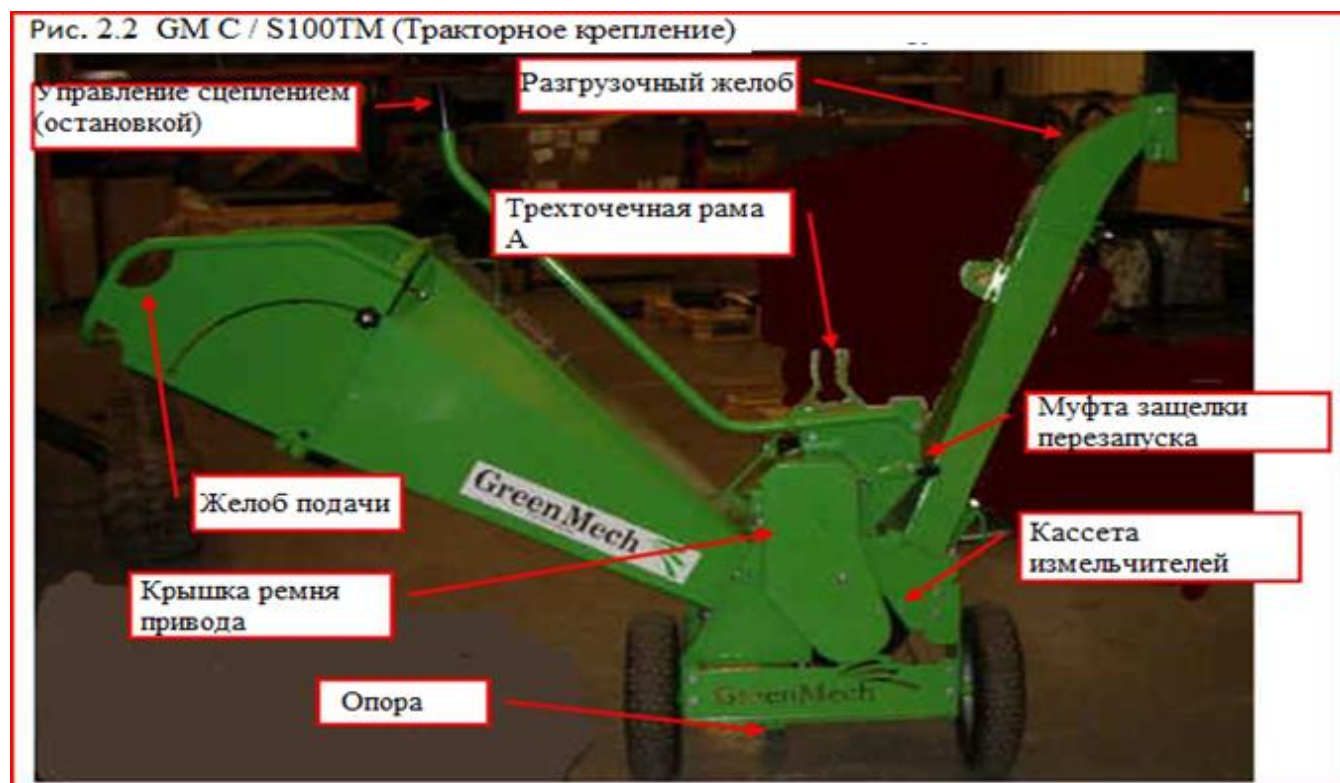 Рис. 2.2 GM C / S100TM (Тракторное крепление)
Управление сцеплением
(остановкой)
Разгрузочный желоб
Трехточечная рама
А
Муфта защелки
перезапуска
Желоб подачи
GreenMech
Кассета
измельчителей
Крышка ремня
привода
Опора
GreenMech